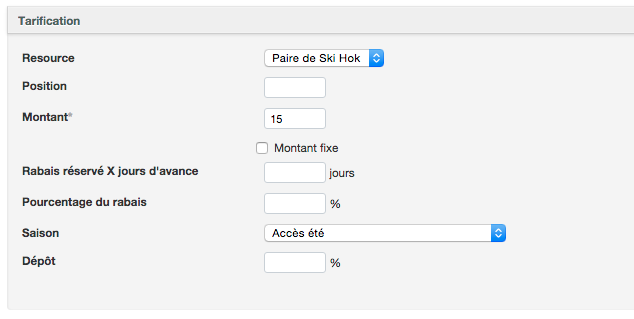 Tarification
Resource Paire de Ski Hok
Position
Montant* 15
Montant fixe
Rabais réservé X jours d'avance jours
Pourcentage du rabais %
Saison Accès été
Dépôt %